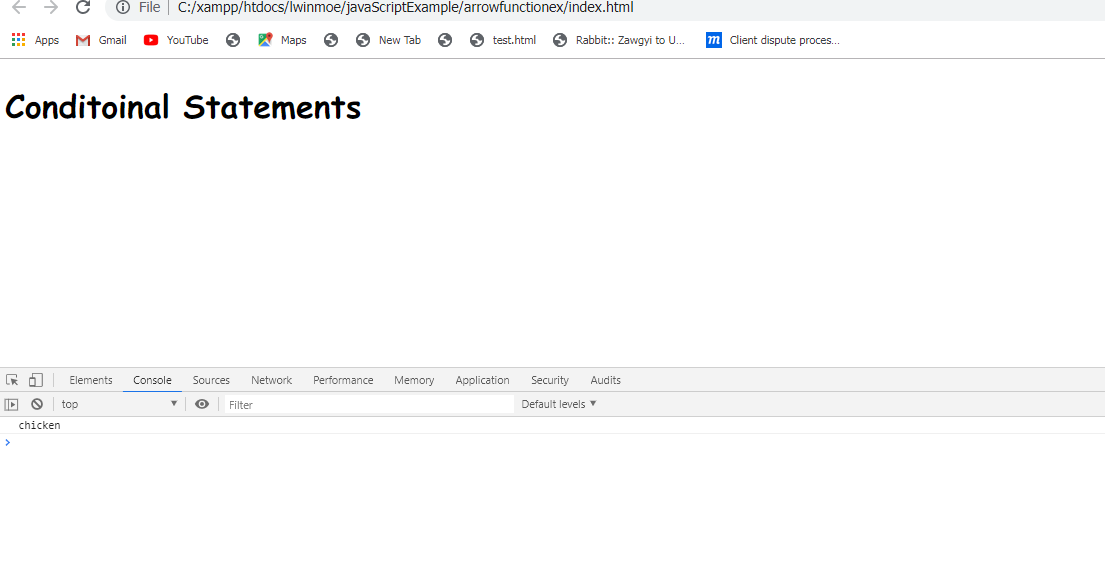 File C:/xampp/htdocs/lwinmoe/javaScriptExample/arrowfunctionex/index.html
Apps Gmail YouTube Maps New Tab test.html Rabbit:: Zawgyi to U... m Client dispute proces...
Conditoinal Statements
Elements Console Sources Network Performance Memory Application Security Audits
top Filter Default levels
chicken